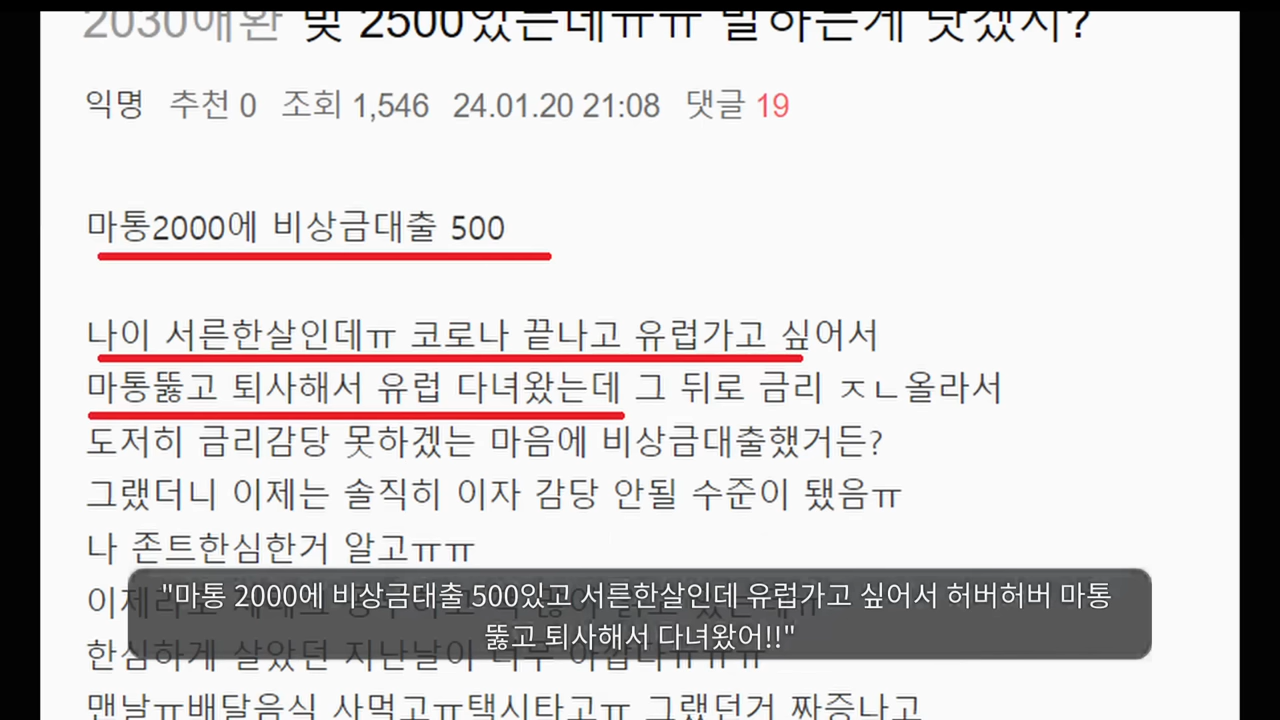 2030애환 빚 2500있는데ㅠㅠ 말하는게 낫겠지?
익명 추천 0 조회 1,546 24.01.20 21:08 댓글 19
마통2000에 비상금대출 500
나이 서른한살인데ㅠ 코로나 끝나고 유럽가고 싶어서
마통뚫고 퇴사해서 유럽 다녀왔는데 그 뒤로 금리 ㅈㄴ올라서
도저히 금리감당 못하겠는 마음에 비상금대출했거든?
그랬더니 이제는 솔직히 이자 감당 안될 수준이 됐음ㅠ
나 존트한심한거 알고ㅠㅠ
"마통 2000에 비상금대출 500있고 서른한살인데 유럽가고 싶어서 허버허버 마통
뚫고 퇴사해서 다녀왔어!!"
한심하게 살았던 지난날이 너무 아깝다ㅠㅠㅠ
맨날ㅠ배달음식 사먹고ㅠ택시타고ㅠ 그랬던거 짜증나고